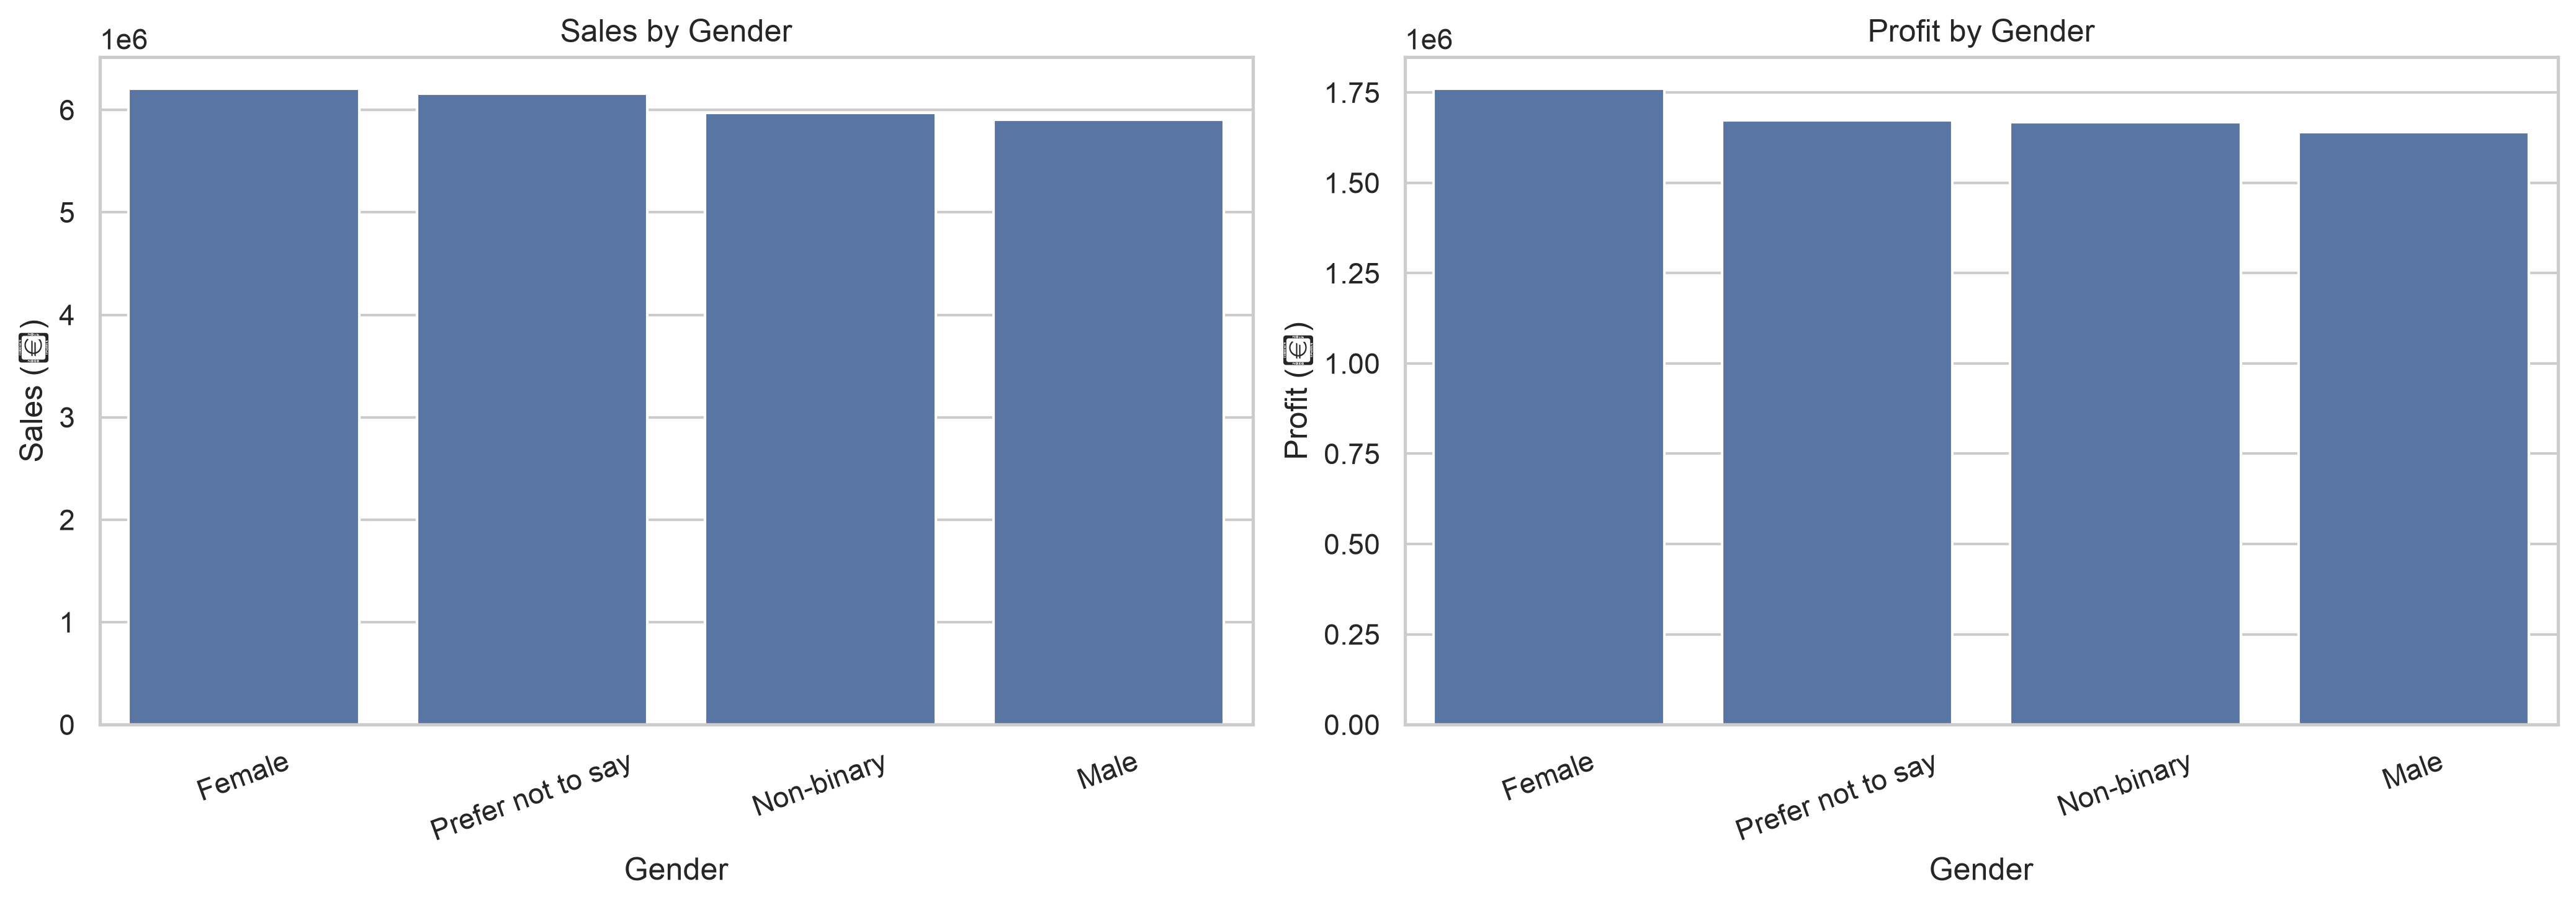 Sales by Gender
1e6
6
5
4
3
2
1
0
Sales ()
Female
Prefer not to say
Non-binary
Male
Gender
Profit by Gender
1e6
1.75
1.50
1.25
1.00
0.75
0.50
0.25
0.00
Profit ()
Female
Prefer not to say
Non-binary
Male
Gender